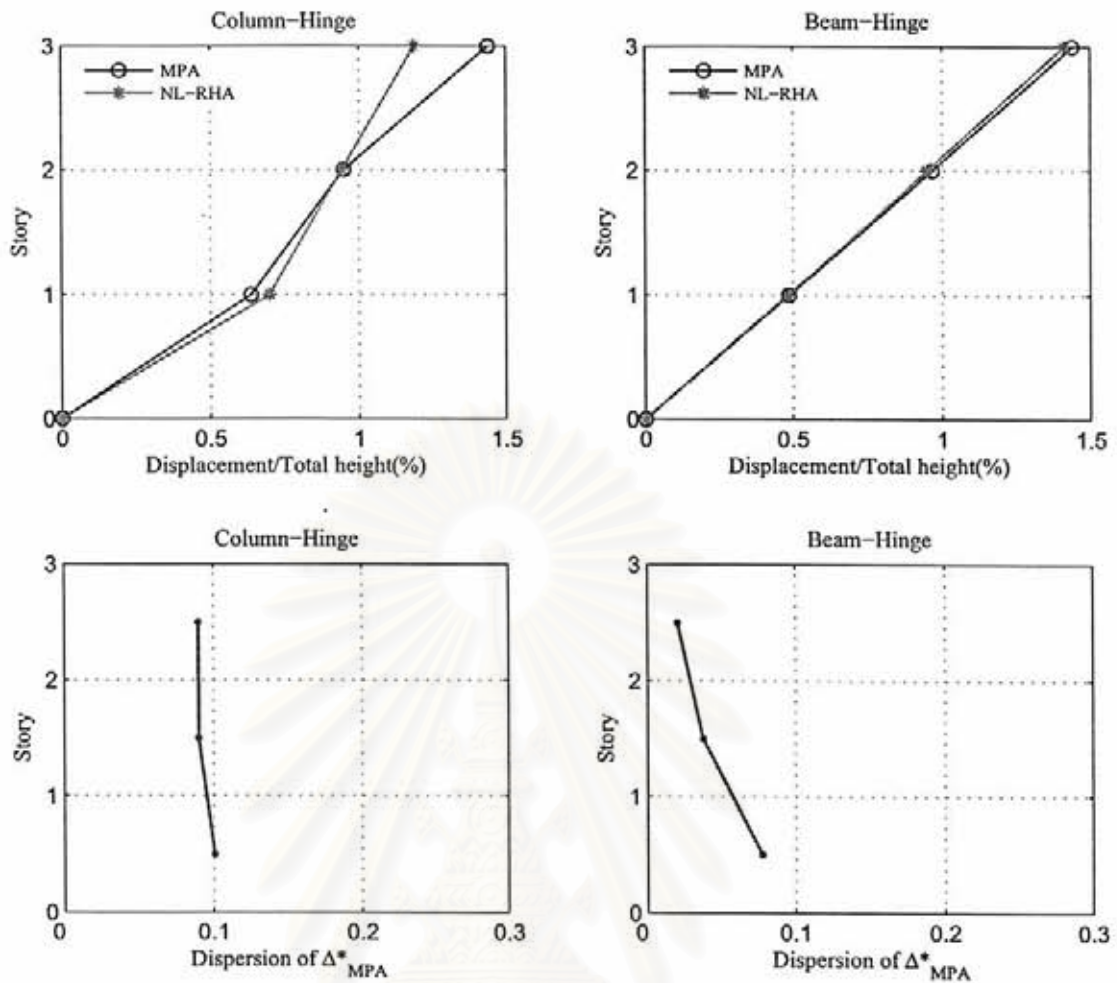 Column-Hinge
3
2
1
0
Story
MPA
NL-RHA
0
0.5
1
1.5
Displacement/Total height(%)
Beam-Hinge
3
2
1
0
Story
MPA
NL-RHA
0
0.5
1
1.5
Displacement/Total height(%)
Column-Hinge
3
2
1
0
Story
0
0.1
0.2
0.3
Dispersion of Δ*MPA
Beam-Hinge
3
2
1
0
Story
0
0.1
0.2
0.3
Dispersion of Δ*MPA